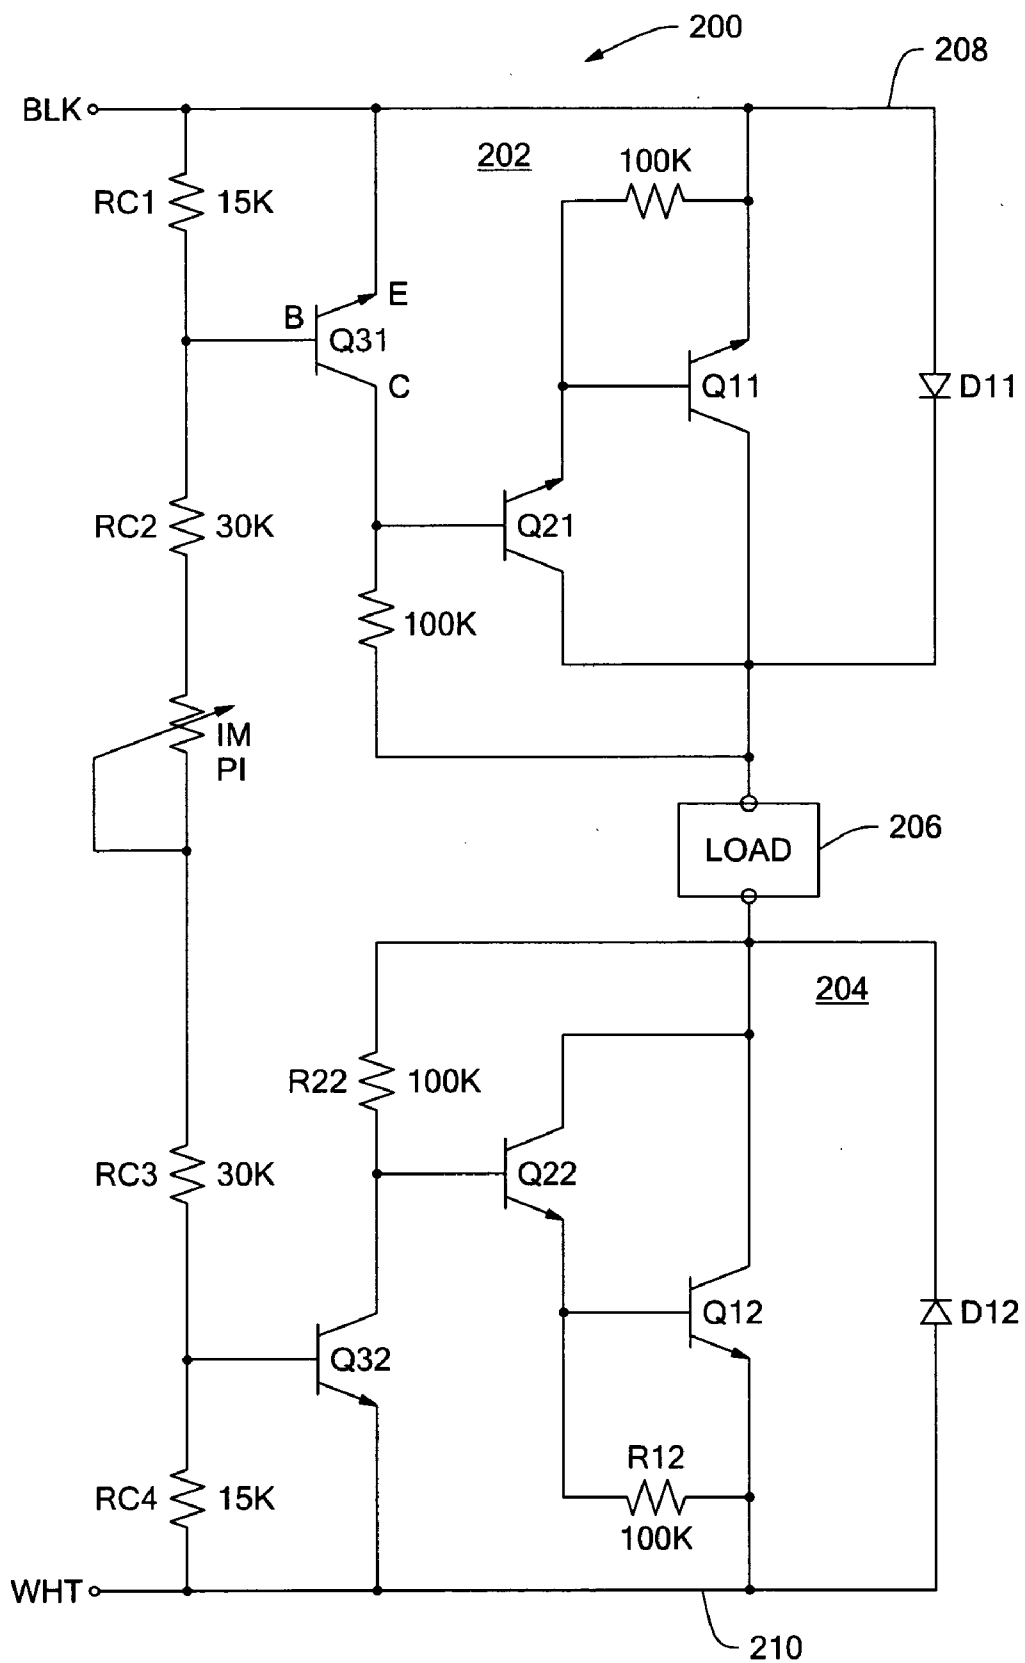 200
208
BLK
202
100K
RC1 15K
E
B
Q31
C
Q11
D11
RC2 30K
Q21
100K
IM
PI
LOAD
206
204
R22 100K
RC3 30K
Q22
Q12
D12
Q32
R12
100K
RC4 15K
WHT
210